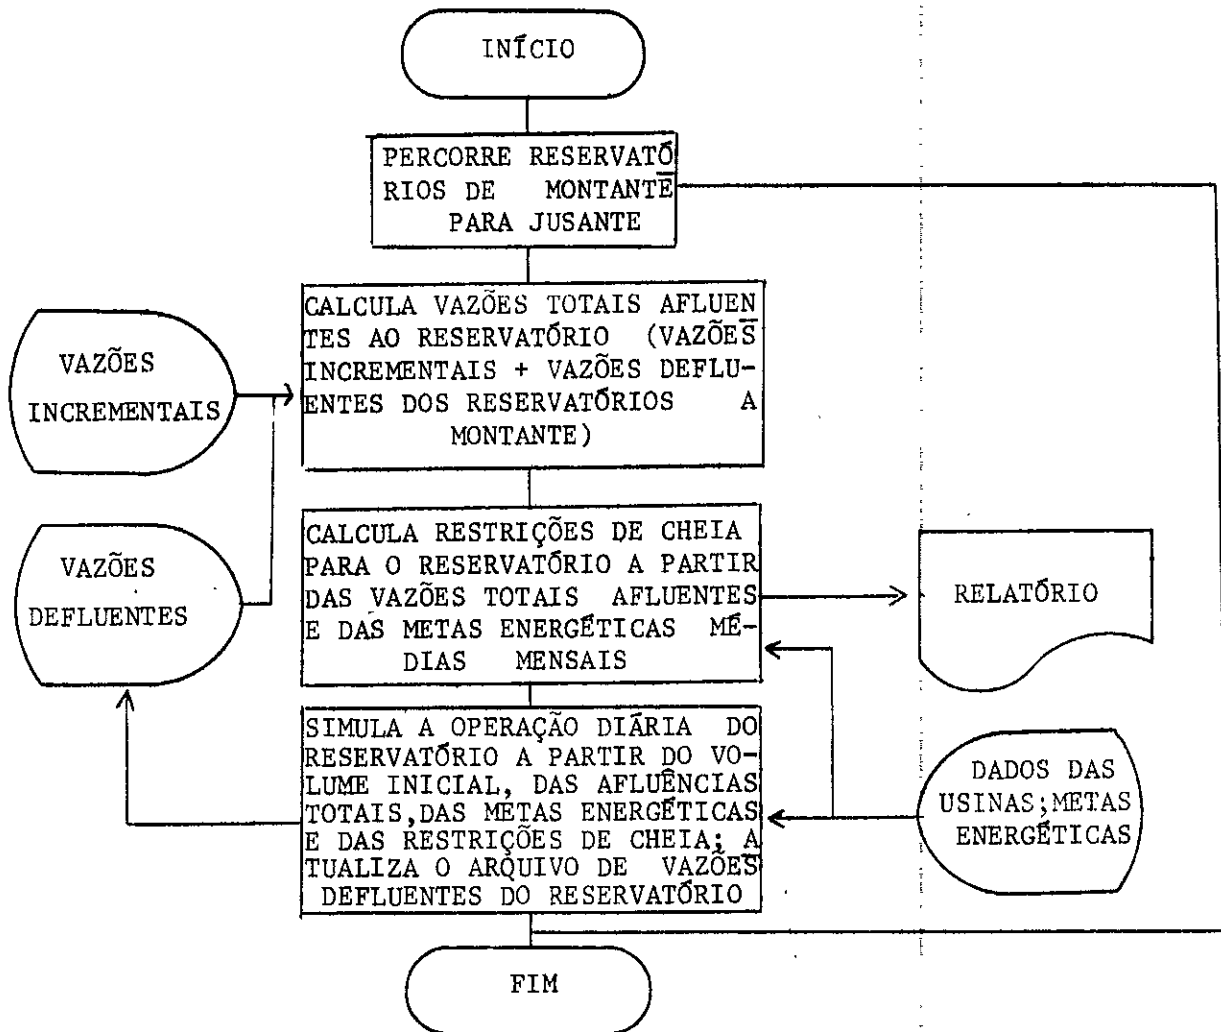 INÍCIO
PERCORRE RESERVATÓ
RIOS DE MONTANTE
PARA JUSANTE
CALCULA VAZÕES TOTAIS AFLUEN
TES AO RESERVATÓRIO (VAZÕES
INCREMENTAIS + VAZÕES DEFLU-
ENTES DOS RESERVATÓRIOS A
MONTANTE)
VAZÕES
INCREMENTAIS
CALCULA RESTRIÇÕES DE CHEIA
PARA O RESERVATÓRIO A PARTIR
DAS VAZÕES TOTAIS AFLUENTES
E DAS METAS ENERGÉTICAS MÉ-
DIAS MENSAIS
VAZÕES
DEFLUENTES
RELATÓRIO
SIMULA A OPERAÇÃO DIÁRIA DO
RESERVATÓRIO A PARTIR DO VO-
LUME INICIAL, DAS AFLUÊNCIAS
TOTAIS,DAS METAS ENERGÉTICAS
E DAS RESTRIÇÕES DE CHEIA; A
TUALIZA O ARQUIVO DE VAZÕES
DEFLUENTES DO RESERVATÓRIO
DADOS DAS
USINAS;METAS
ENERGÉTICAS
FIM